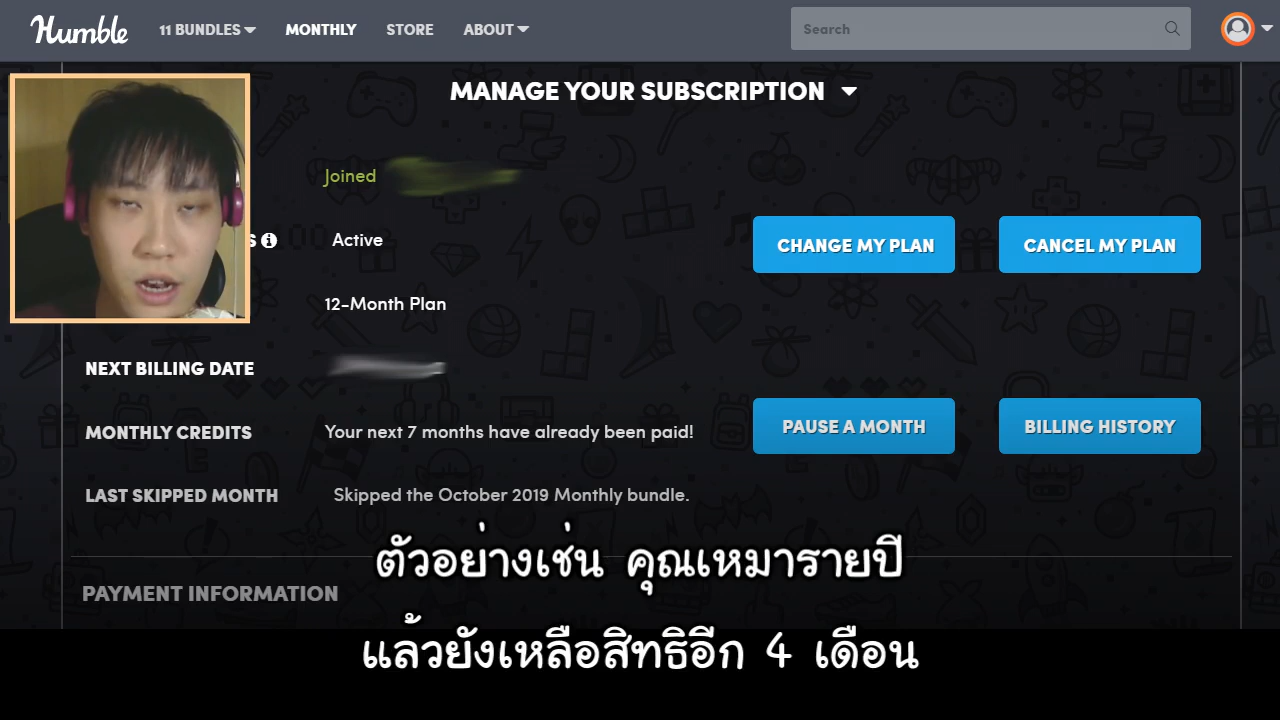 Humble
11 BUNDLES
MONTHLY
STORE
ABOUT
Search
MANAGE YOUR SUBSCRIPTION
Joined
S
Active
CHANGE MY PLAN
CANCEL MY PLAN
12-Month Plan
NEXT BILLING DATE
MONTHLY CREDITS
Your next 7 months have already been paid!
PAUSE A MONTH
BILLING HISTORY
LAST SKIPPED MONTH
Skipped the October 2019 Monthly bundle.
ตัวอย่างเช่น คุณเหมารายปี
PAYMENT INFORMATION
แล้วยังเหลือสิทธิอีก 4 เดือน